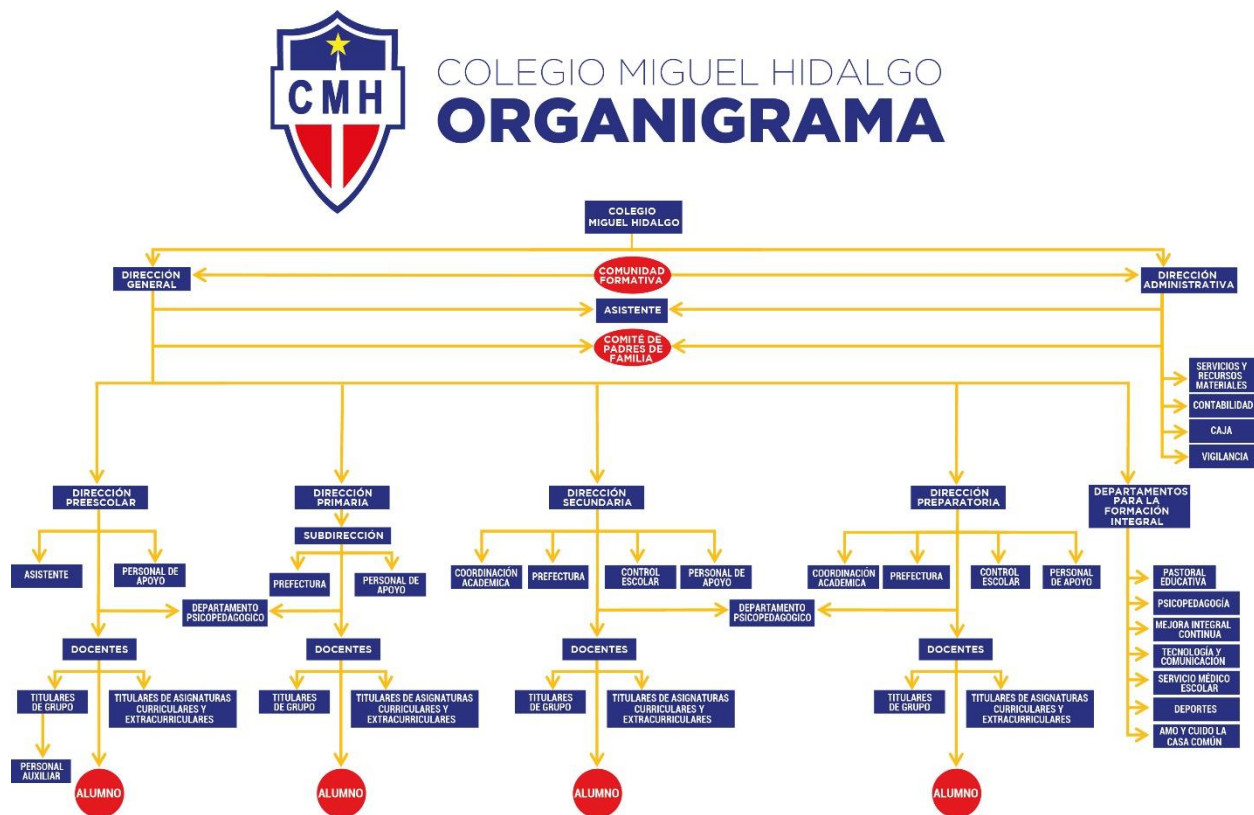 CMH
COLEGIO MIGUEL HIDALGO
ORGANIGRAMA
COLEGIO
MIGUEL HIDALGO
DIRECCIÓN
GENERAL
COMUNIDAD
FORMATIVA
DIRECCIÓN
ADMINISTRATIVA
ASISTENTE
COMITÉ DE
PADRES DE
FAMILIA
SERVICIOS Y
RECURSOS
MATERIALES
CONTABILIDAD
CAJA
VIGILANCIA
DIRECCIÓN
PREESCOLAR
DIRECCIÓN
PRIMARIA
DIRECCIÓN
SECUNDARIA
DIRECCIÓN
PREPARATORIA
DEPARTAMENTOS
PARA LA
FORMACIÓN
INTEGRAL
SUBDIRECCIÓN
ASISTENTE
PERSONAL DE
APOYO
PREFECTURA
PERSONAL DE
APOYO
COORDINACIÓN
ACADEMICA
PREFECTURA
CONTROL
ESCOLAR
PERSONAL DE
APOYO
COORDINACIÓN
ACADEMICA
PREFECTURA
CONTROL
ESCOLAR
PERSONAL DE
APOYO
DEPARTAMENTO
PSICOPEDAGOGICO
DEPARTAMENTO
PSICOPEDAGOGICO
PASTORAL
EDUCATIVA
PSICOPEDAGOGÍA
MEJORA INTEGRAL
CONTINUA
TECNOLOGÍA Y
COMUNICACIÓN
SERVICIO MÉDICO
ESCOLAR
DEPORTES
AMO Y CUIDO LA
CASA COMÚN
DOCENTES
DOCENTES
DOCENTES
DOCENTES
TITULARES
DE GRUPO
TITULARES DE ASIGNATURAS
CURRICULARES Y
EXTRACURRICULARES
TITULARES
DE GRUPO
TITULARES DE ASIGNATURAS
CURRICULARES Y
EXTRACURRICULARES
TITULARES
DE GRUPO
TITULARES DE ASIGNATURAS
CURRICULARES Y
EXTRACURRICULARES
TITULARES
DE GRUPO
TITULARES DE ASIGNATURAS
CURRICULARES Y
EXTRACURRICULARES
PERSONAL
AUXILIAR
ALUMNO
ALUMNO
ALUMNO
ALUMNO